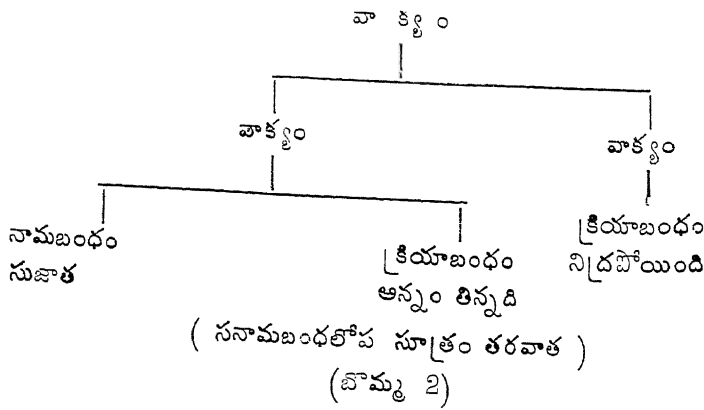 వాక్యం
వాక్యం వాక్యం
నామబంధం క్రియాబంధం క్రియాబంధం
సుజాత అన్నం తిన్నది నిద్రపోయింది
( సనామబంధలోప సూత్రం తరవాత )
(బొమ్మ 2)